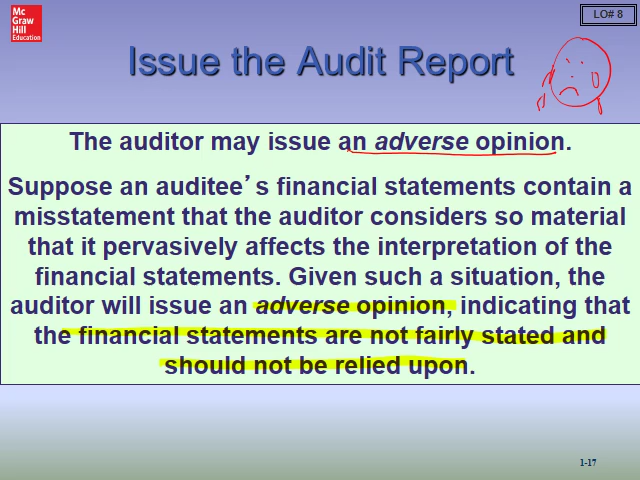 Mc
Graw
Hill
Education
LO# 8
Issue the Audit Report
The auditor may issue an adverse opinion.
Suppose an auditee’s financial statements contain a
misstatement that the auditor considers so material
that it pervasively affects the interpretation of the
financial statements. Given such a situation, the
auditor will issue an adverse opinion, indicating that
the financial statements are not fairly stated and
should not be relied upon.
1-17